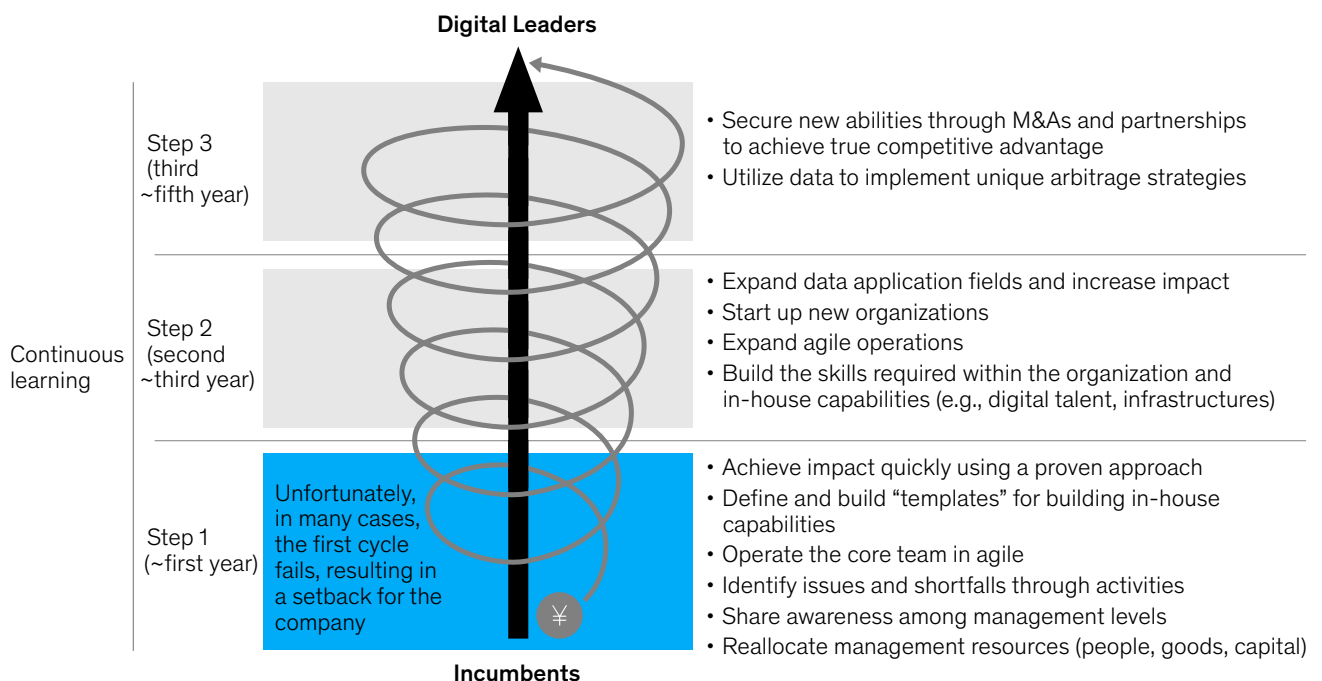 Digital Leaders
Continuous
learning
Step 3
(third
~fifth year)
• Secure new abilities through M&As and partnerships
to achieve true competitive advantage
• Utilize data to implement unique arbitrage strategies
Step 2
(second
~third year)
• Expand data application fields and increase impact
• Start up new organizations
• Expand agile operations
• Build the skills required within the organization and
in-house capabilities (e.g., digital talent, infrastructures)
Step 1
(~first year)
Unfortunately,
in many cases,
the first cycle
fails, resulting in
a setback for the
company
¥
• Achieve impact quickly using a proven approach
• Define and build “templates” for building in-house
capabilities
• Operate the core team in agile
• Identify issues and shortfalls through activities
• Share awareness among management levels
• Reallocate management resources (people, goods, capital)
Incumbents